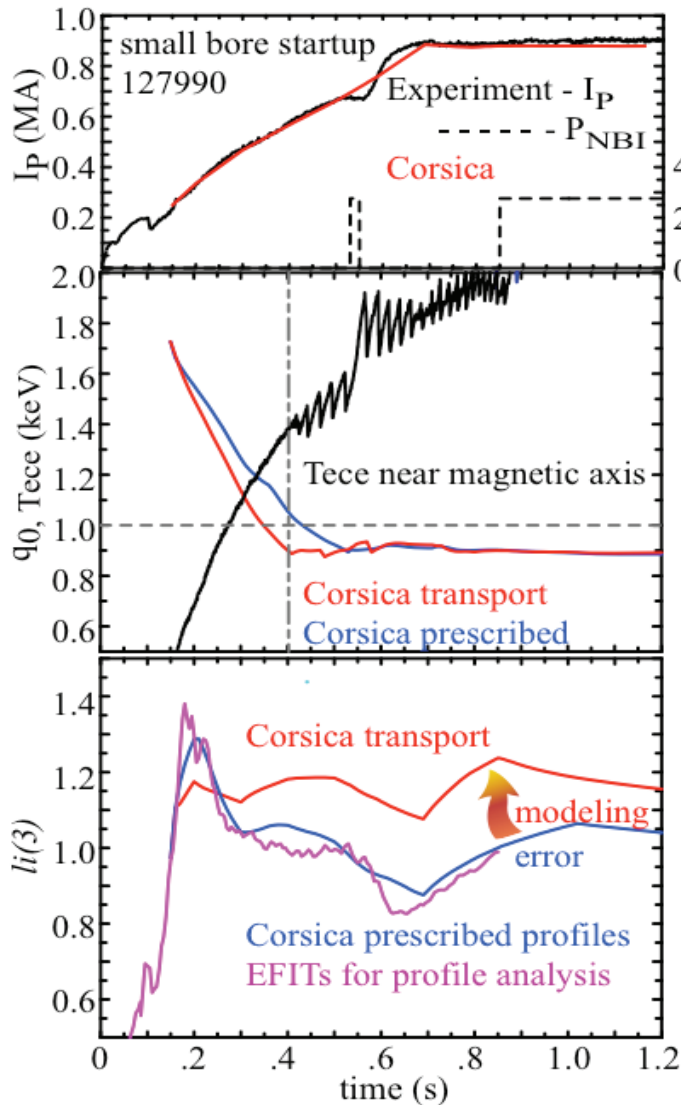 1.0
0.8
0.6
0.4
0.2
0
I_P (MA)
small bore startup
127990
Experiment - I_P
- P_NBI
Corsica
4
2
0
2.0
1.8
1.6
1.4
1.2
1.0
0.8
0.6
q_0, Tece (keV)
Tece near magnetic axis
Corsica transport
Corsica prescribed
1.4
1.2
1.0
0.8
0.6
li(3)
Corsica transport
modeling
error
Corsica prescribed profiles
EFITs for profile analysis
0 .2 .4 .6 .8 1.0 1.2
time (s)